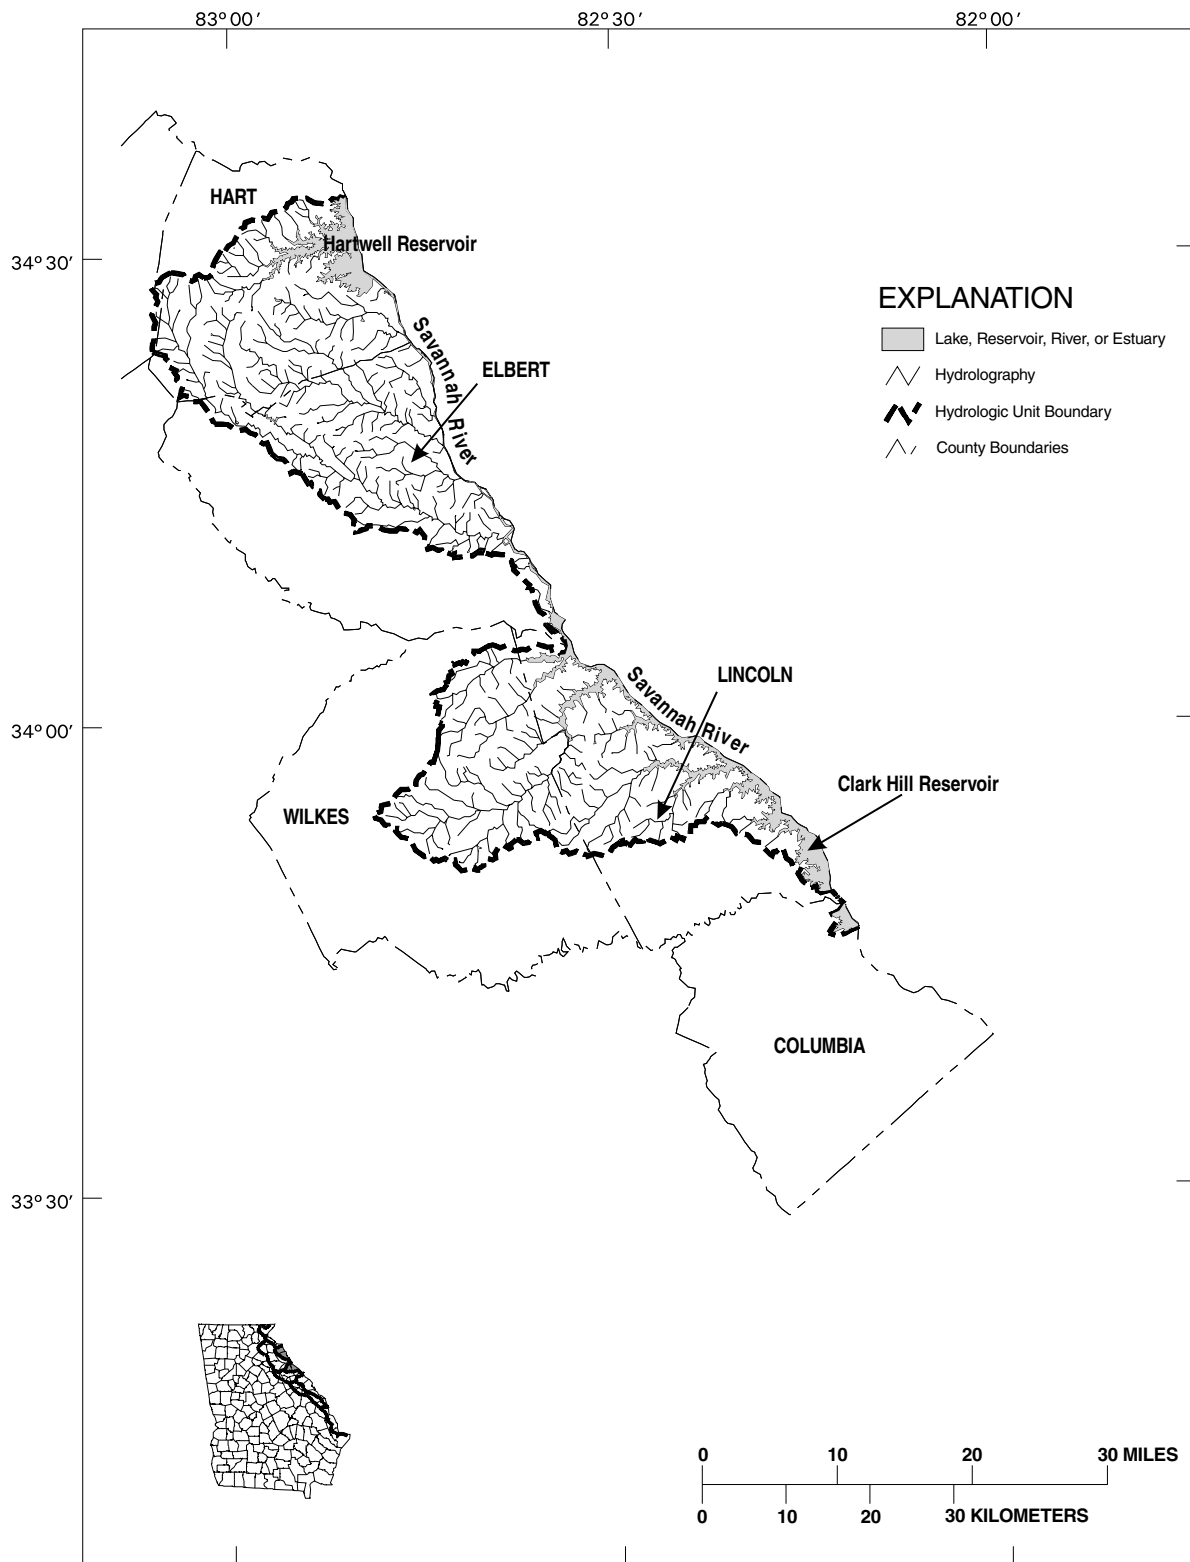 83°00′ 82°30′ 82°00′
HART
Hartwell Reservoir
34°30′
EXPLANATION
Lake, Reservoir, River, or Estuary
Hydrolography
Hydrologic Unit Boundary
County Boundaries
Savannah River
ELBERT
LINCOLN
Savannah River
34°00′
Clark Hill Reservoir
WILKES
COLUMBIA
33°30′
0 10 20 30 MILES
0 10 20 30 KILOMETERS